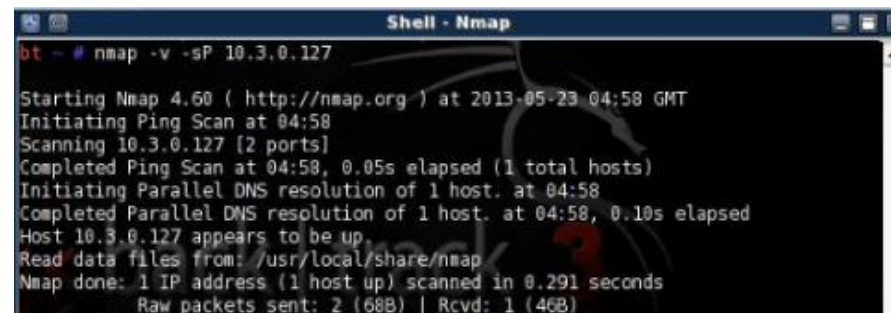 Shell - Nmap
bt ~ # nmap -v -sP 10.3.0.127
Starting Nmap 4.60 ( http://nmap.org ) at 2013-05-23 04:58 GMT
Initiating Ping Scan at 04:58
Scanning 10.3.0.127 [2 ports]
Completed Ping Scan at 04:58, 0.05s elapsed (1 total hosts)
Initiating Parallel DNS resolution of 1 host. at 04:58
Completed Parallel DNS resolution of 1 host. at 04:58, 0.10s elapsed
Host 10.3.0.127 appears to be up.
Read data files from: /usr/local/share/nmap
Nmap done: 1 IP address (1 host up) scanned in 0.291 seconds
Raw packets sent: 2 (68B) | Rcvd: 1 (46B)